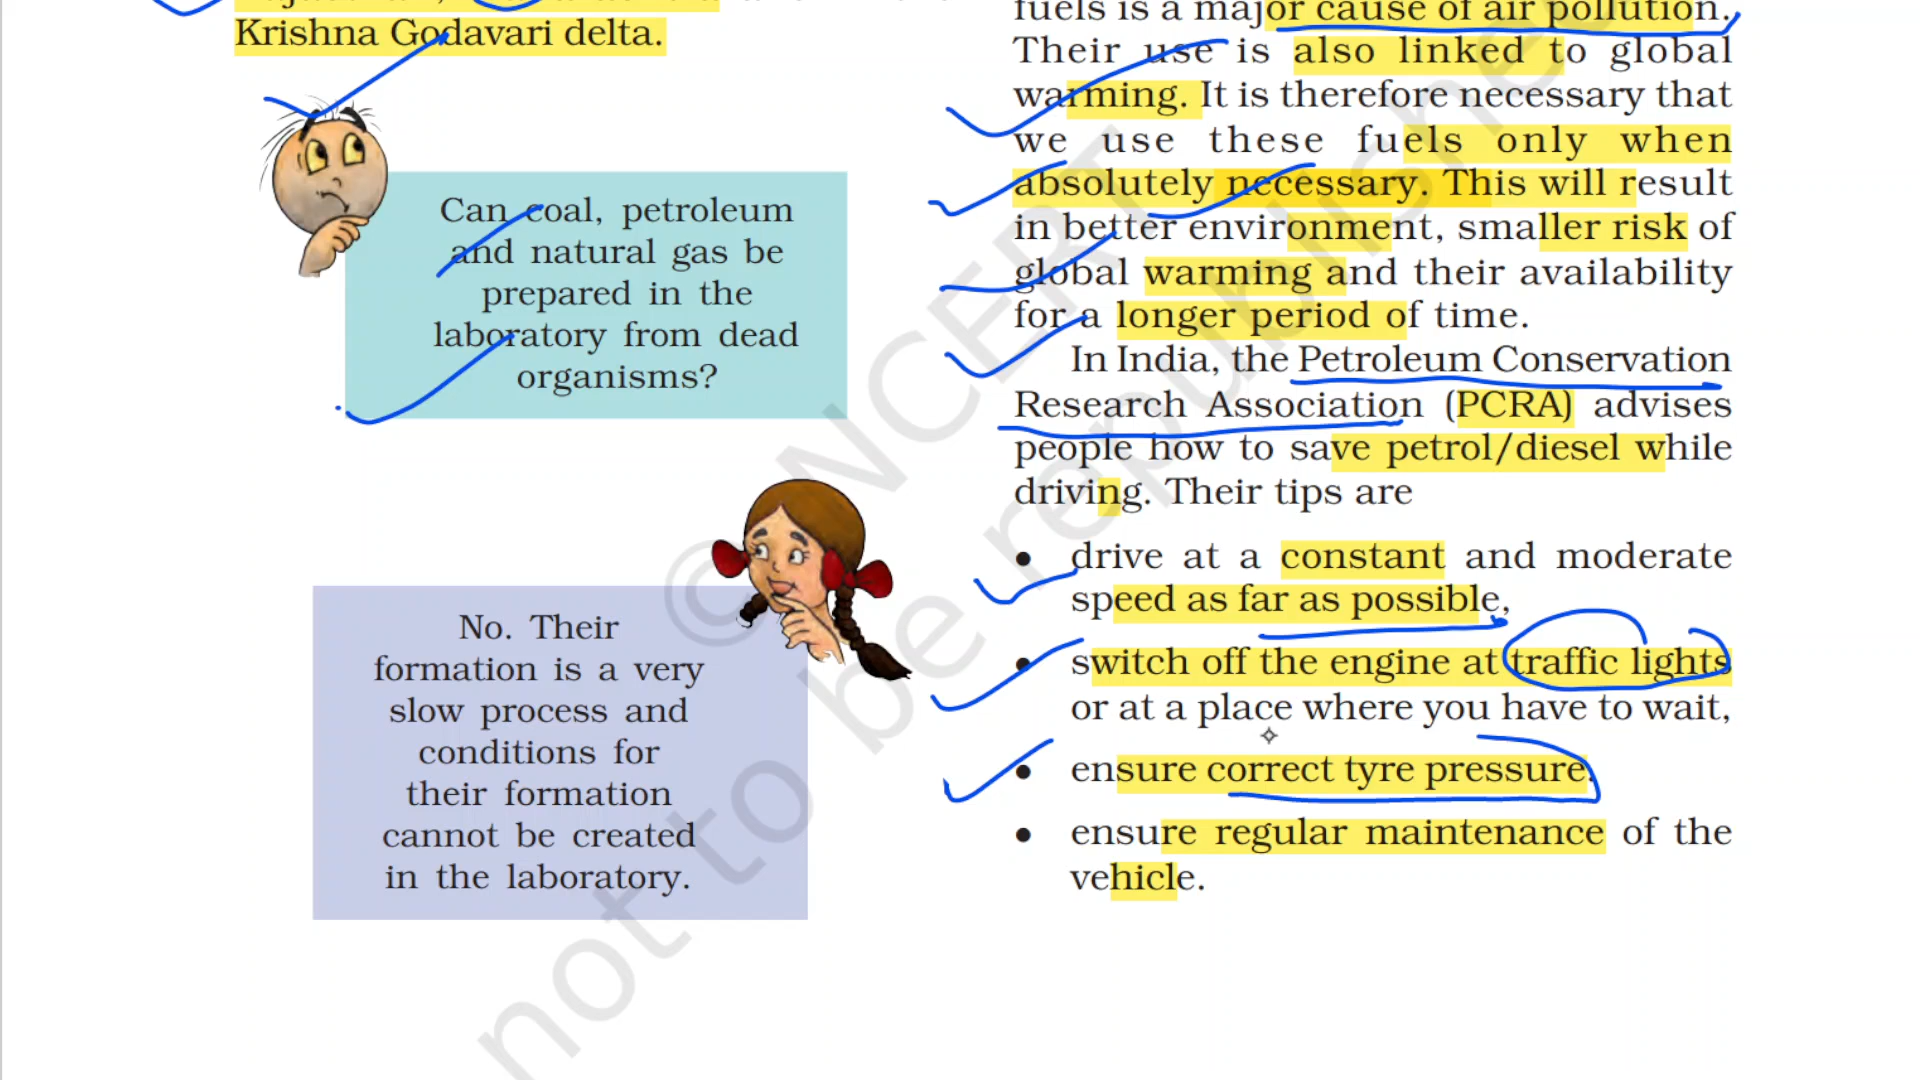 Krishna Godavari delta.
Can coal, petroleum
and natural gas be
prepared in the
laboratory from dead
organisms?
No. Their
formation is a very
slow process and
conditions for
their formation
cannot be created
in the laboratory.
fuels is a major cause of air pollution.
Their use is also linked to global
warming. It is therefore necessary that
we use these fuels only when
absolutely necessary. This will result
in better environment, smaller risk of
global warming and their availability
for a longer period of time.
In India, the Petroleum Conservation
Research Association (PCRA) advises
people how to save petrol/diesel while
driving. Their tips are
• drive at a constant and moderate
speed as far as possible,
• switch off the engine at traffic lights
or at a place where you have to wait,
• ensure correct tyre pressure.
• ensure regular maintenance of the
vehicle.
© NCERT
not to be republished